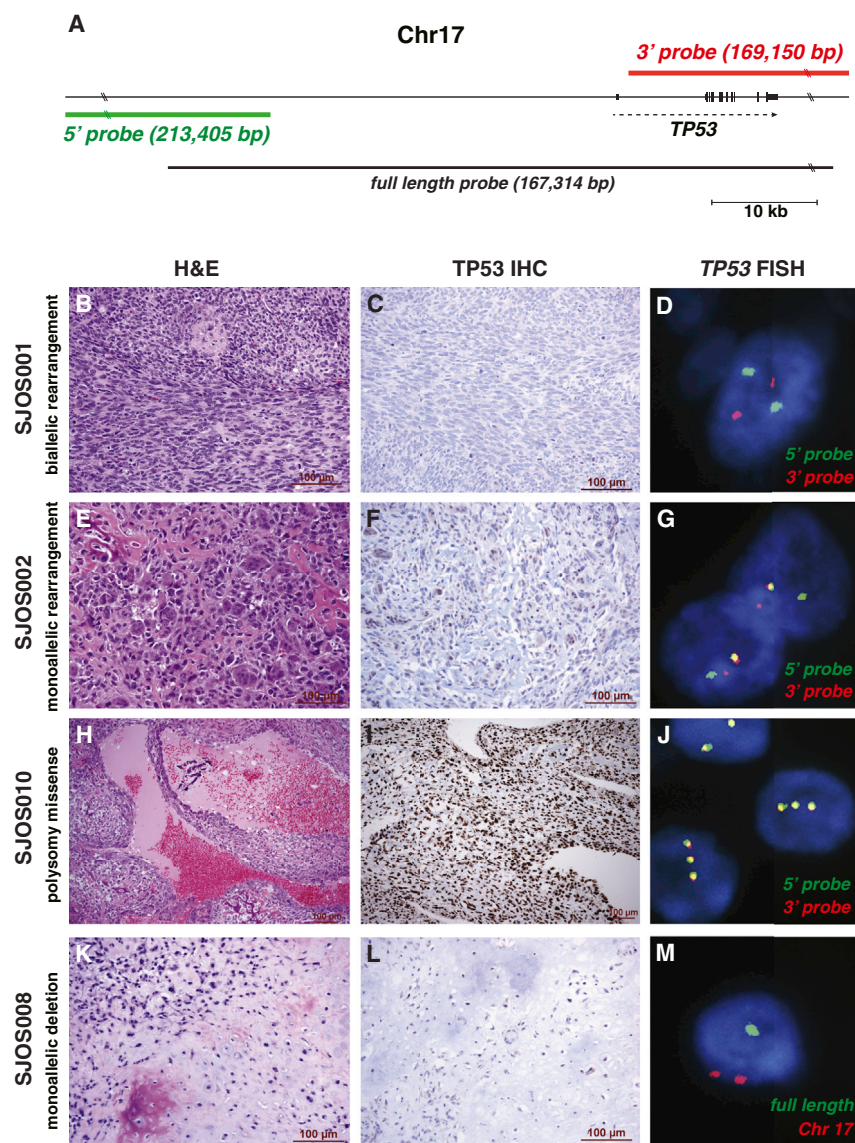 A
Chr17
3' probe (169,150 bp)
5' probe (213,405 bp)
TP53
full length probe (167,314 bp)
10 kb
H&E
TP53 IHC
TP53 FISH
SJOS001
biallelic rearrangement
B
100 µm
C
100 µm
D
5' probe
3' probe
SJOS002
monoallelic rearrangement
E
100 µm
F
100 µm
G
5' probe
3' probe
SJOS010
polysomy missense
H
100 µm
I
100 µm
J
5' probe
3' probe
SJOS008
monoallelic deletion
K
100 µm
L
100 µm
M
full length
Chr 17